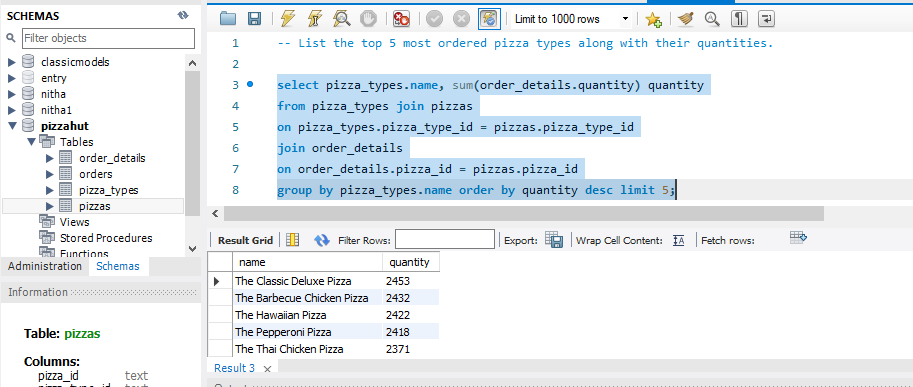 SCHEMAS
Filter objects
classicmodels
entry
nitha
nitha1
pizzahut
Tables
order_details
orders
pizza_types
pizzas
Views
Stored Procedures
Functions
Administration Schemas
Information
Table: pizzas
Columns:
pizza_id text
pizza_type_id text
Limit to 1000 rows
1 -- List the top 5 most ordered pizza types along with their quantities.
2
3 select pizza_types.name, sum(order_details.quantity) quantity
4 from pizza_types join pizzas
5 on pizza_types.pizza_type_id = pizzas.pizza_type_id
6 join order_details
7 on order_details.pizza_id = pizzas.pizza_id
8 group by pizza_types.name order by quantity desc limit 5;
Result Grid Filter Rows: Export: Wrap Cell Content: IA Fetch rows:
name quantity
The Classic Deluxe Pizza 2453
The Barbecue Chicken Pizza 2432
The Hawaiian Pizza 2422
The Pepperoni Pizza 2418
The Thai Chicken Pizza 2371
Result 3 ×